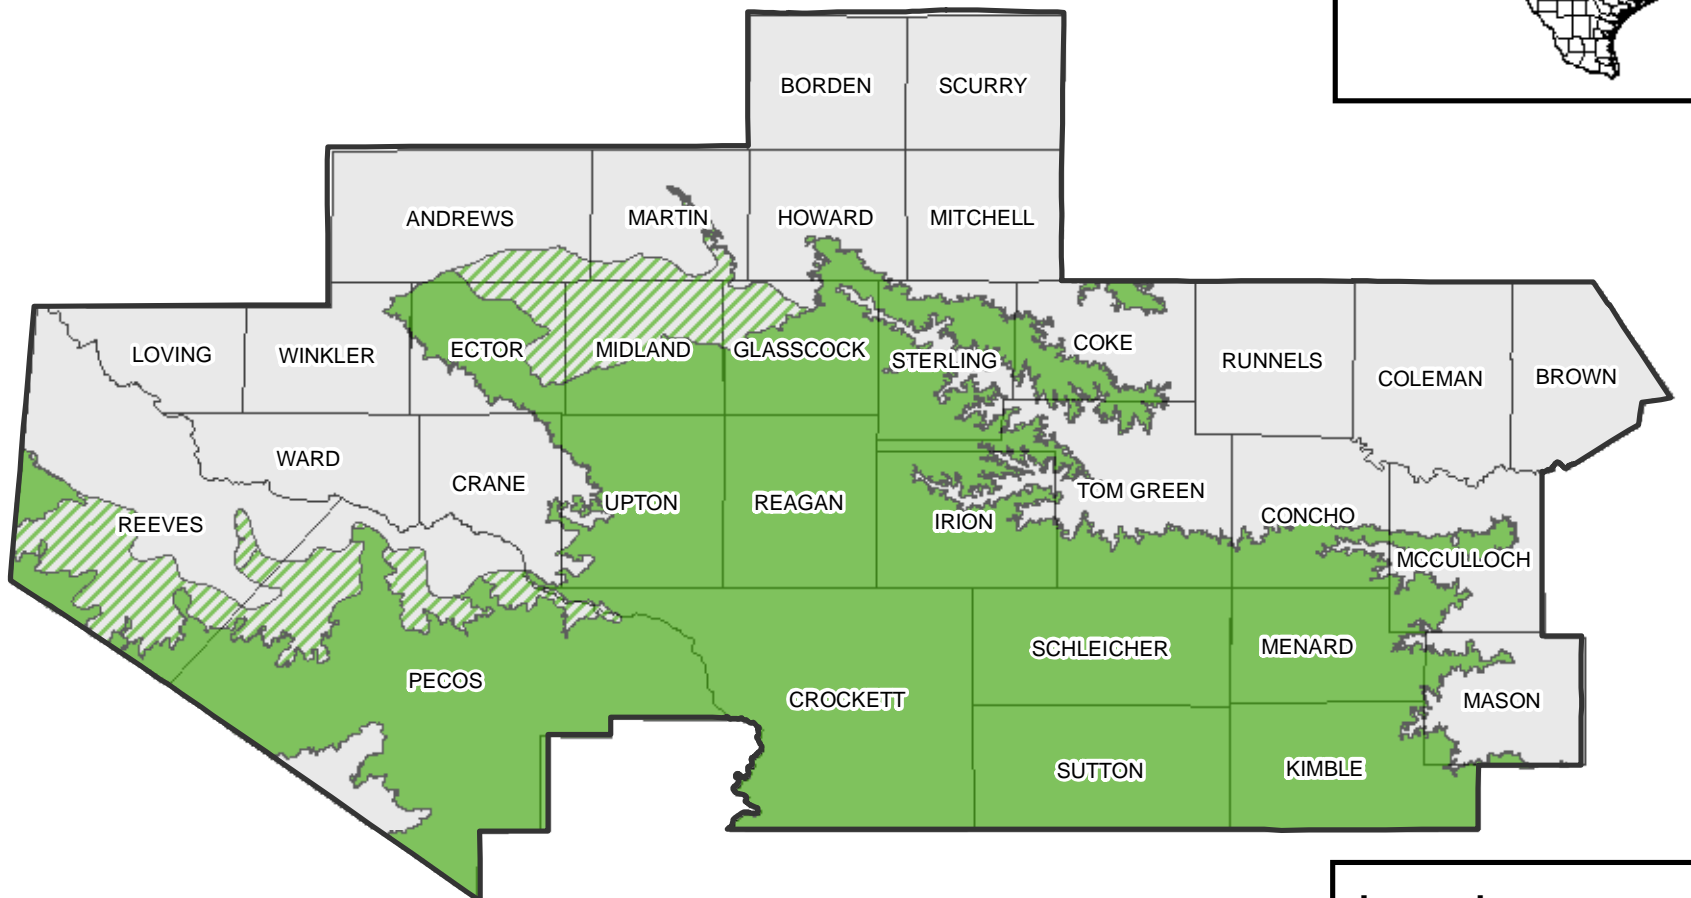 BORDEN
SCURRY
ANDREWS
MARTIN
HOWARD
MITCHELL
LOVING
WINKLER
ECTOR
MIDLAND
GLASSCOCK
STERLING
COKE
RUNNELS
COLEMAN
BROWN
WARD
CRANE
REEVES
UPTON
REAGAN
IRION
TOM GREEN
CONCHO
MCCULLOCH
PECOS
CROCKETT
SCHLEICHER
MENARD
MASON
SUTTON
KIMBLE